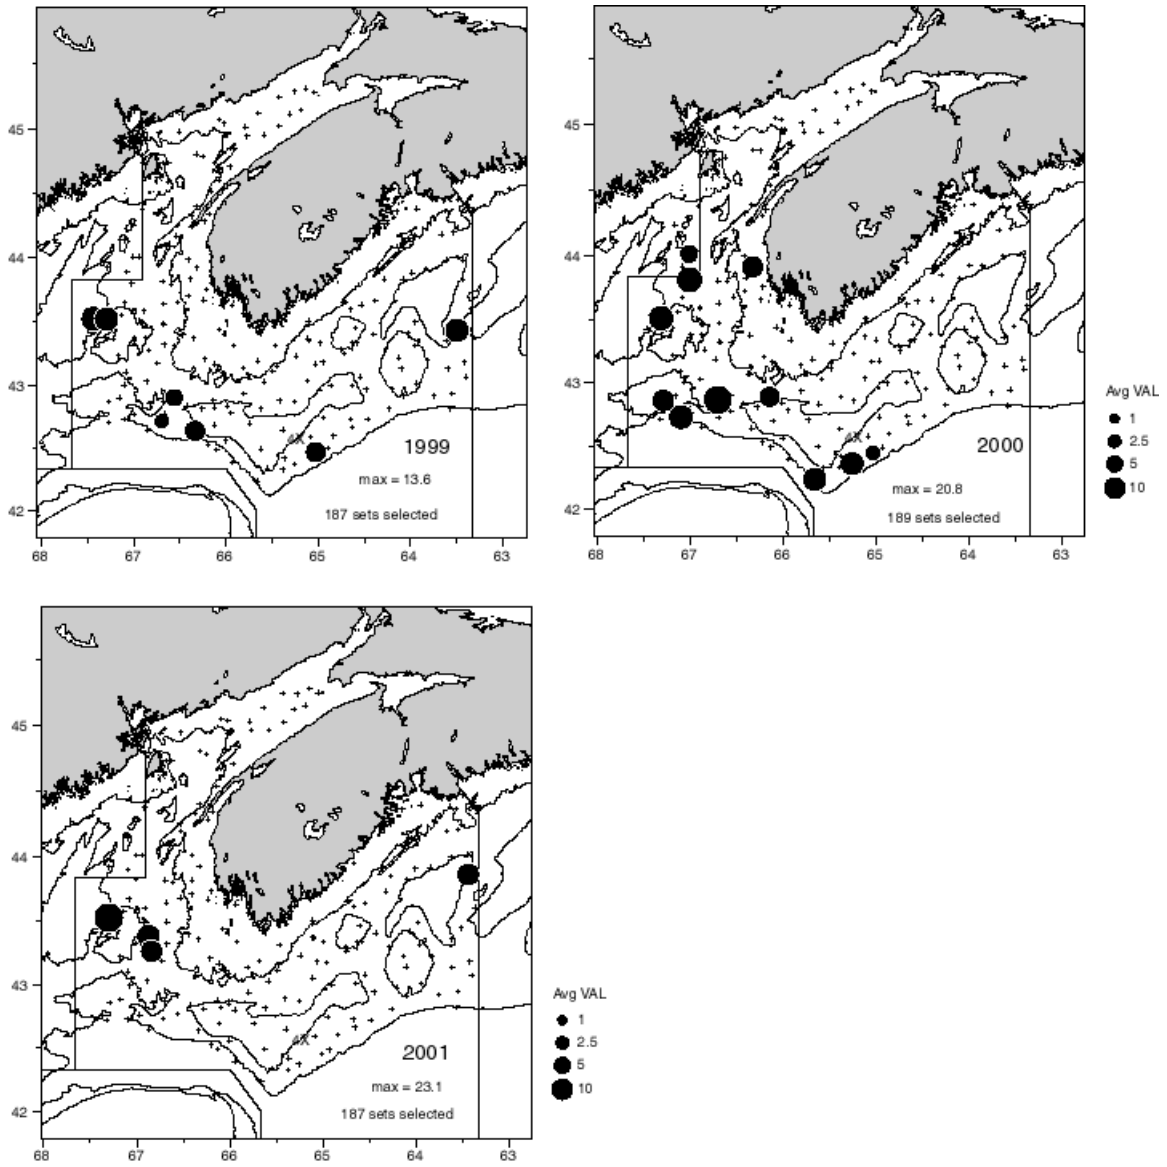 45
44
43
42
4X
1999
max = 13.6
187 sets selected
68 67 66 65 64 63
45
44
43
42
4X
2000
max = 20.8
189 sets selected
68 67 66 65 64 63
Avg VAL
1
2.5
5
10
45
44
43
42
4X
2001
max = 23.1
187 sets selected
68 67 66 65 64 63
Avg VAL
1
2.5
5
10